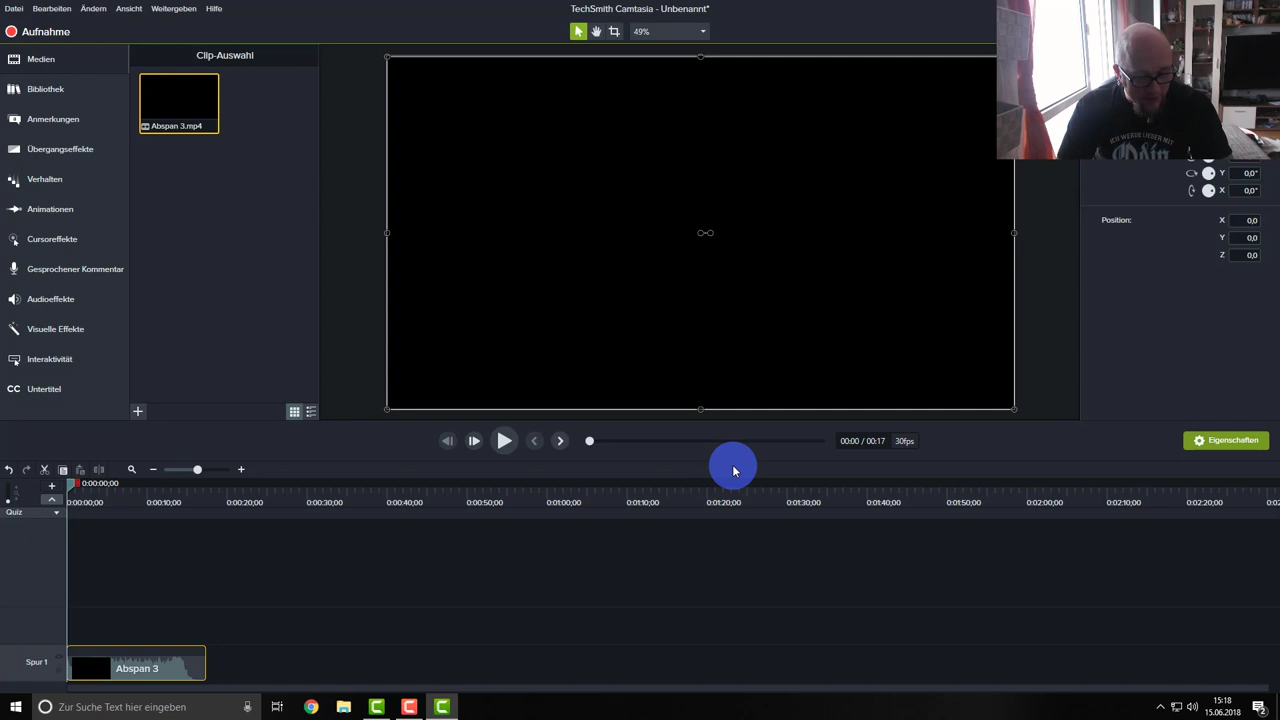 Datei Bearbeiten Ändern Ansicht Weitergeben Hilfe
TechSmith Camtasia - Unbenannt*
Aufnahme
49%
Medien
Bibliothek
Anmerkungen
Übergangseffekte
Verhalten
Animationen
Cursoreffekte
Gesprochener Kommentar
Audioeffekte
Visuelle Effekte
Interaktivität
CC Untertitel
Clip-Auswahl
Abspan 3.mp4
ICH WERDE LIEDER MIT
Odin
Y 0,0°
X 0,0°
Position: X 0,0
Y 0,0
Z 0,0
00:00 / 00:17 30fps
Eigenschaften
0:00:00;00
0:00:00;00 0:00:10;00 0:00:20;00 0:00:30;00 0:00:40;00 0:00:50;00 0:01:00;00 0:01:10;00 0:01:20;00 0:01:30;00 0:01:40;00 0:01:50;00 0:02:00;00 0:02:10;00 0:02:20;00
Quiz
Spur 1
Abspan 3
Zur Suche Text hier eingeben
15:18
15.06.2018
2